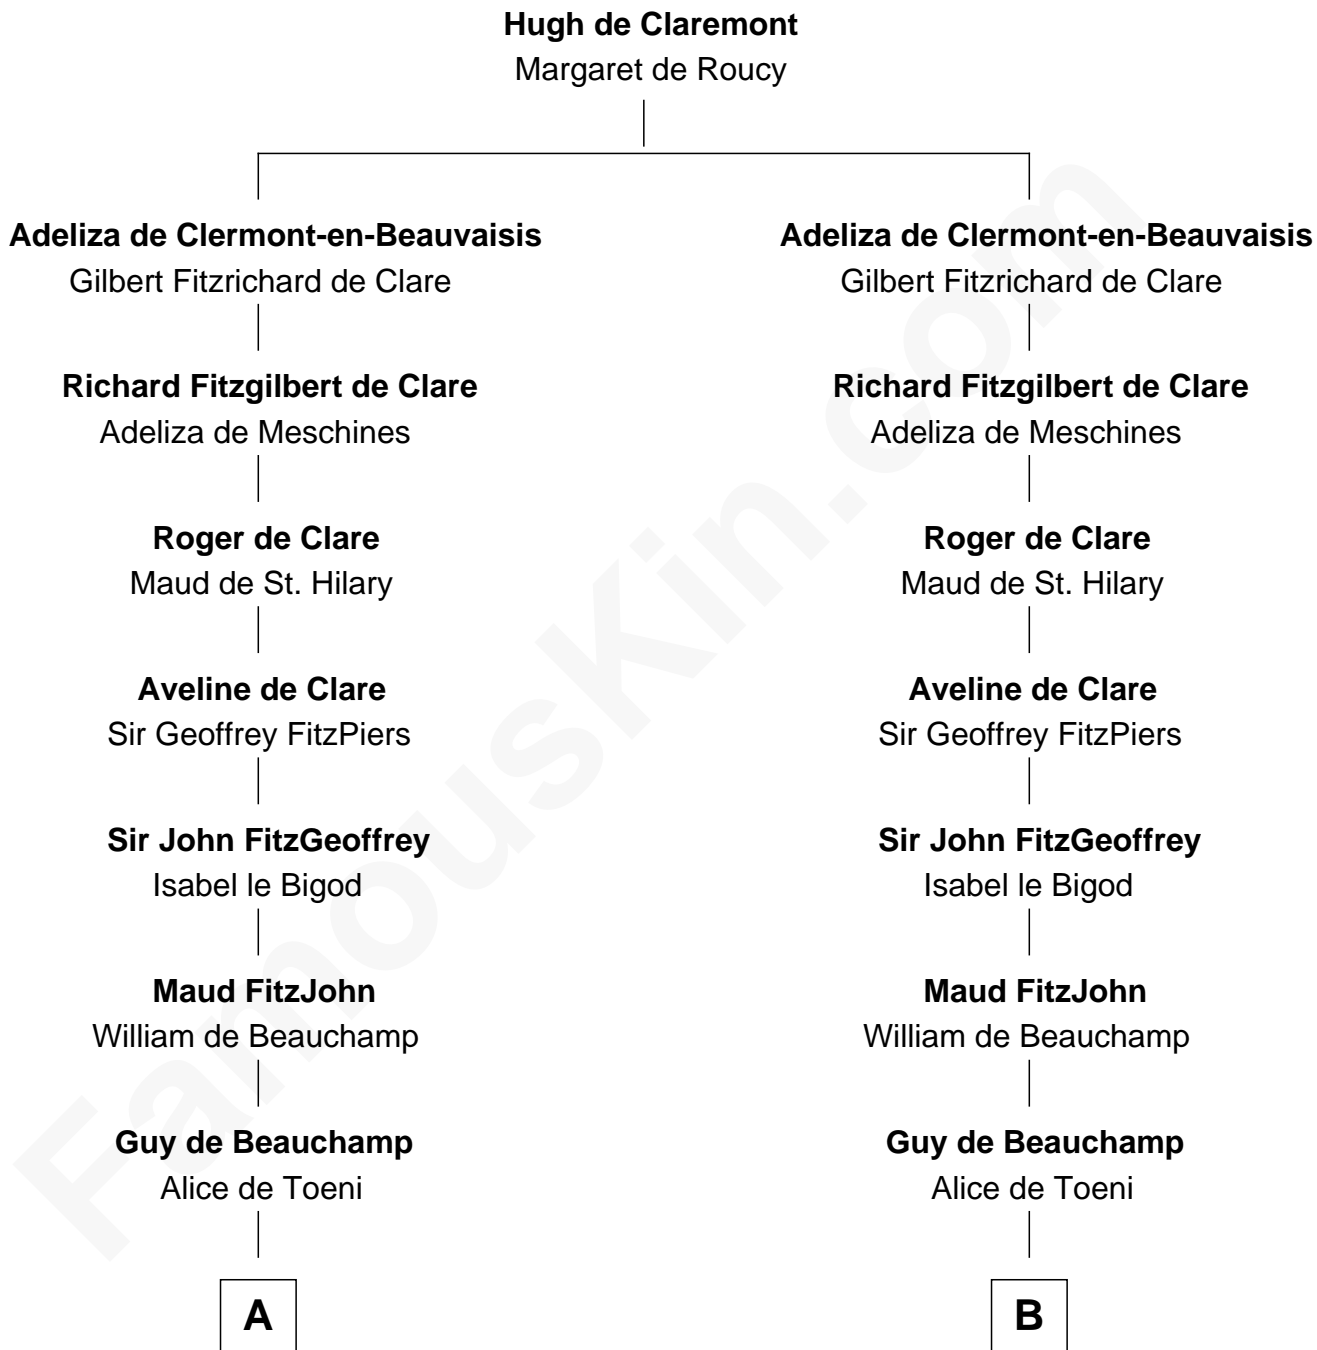 Hugh de Claremont
Margaret de Roucy
Adeliza de Clermont-en-Beauvaisis
Gilbert Fitzrichard de Clare
Richard Fitzgilbert de Clare
Adeliza de Meschines
Roger de Clare
Maud de St. Hilary
Aveline de Clare
Sir Geoffrey FitzPiers
Sir John FitzGeoffrey
Isabel le Bigod
Maud FitzJohn
William de Beauchamp
Guy de Beauchamp
Alice de Toeni
A
Adeliza de Clermont-en-Beauvaisis
Gilbert Fitzrichard de Clare
Richard Fitzgilbert de Clare
Adeliza de Meschines
Roger de Clare
Maud de St. Hilary
Aveline de Clare
Sir Geoffrey FitzPiers
Sir John FitzGeoffrey
Isabel le Bigod
Maud FitzJohn
William de Beauchamp
Guy de Beauchamp
Alice de Toeni
B
FamousKin.com